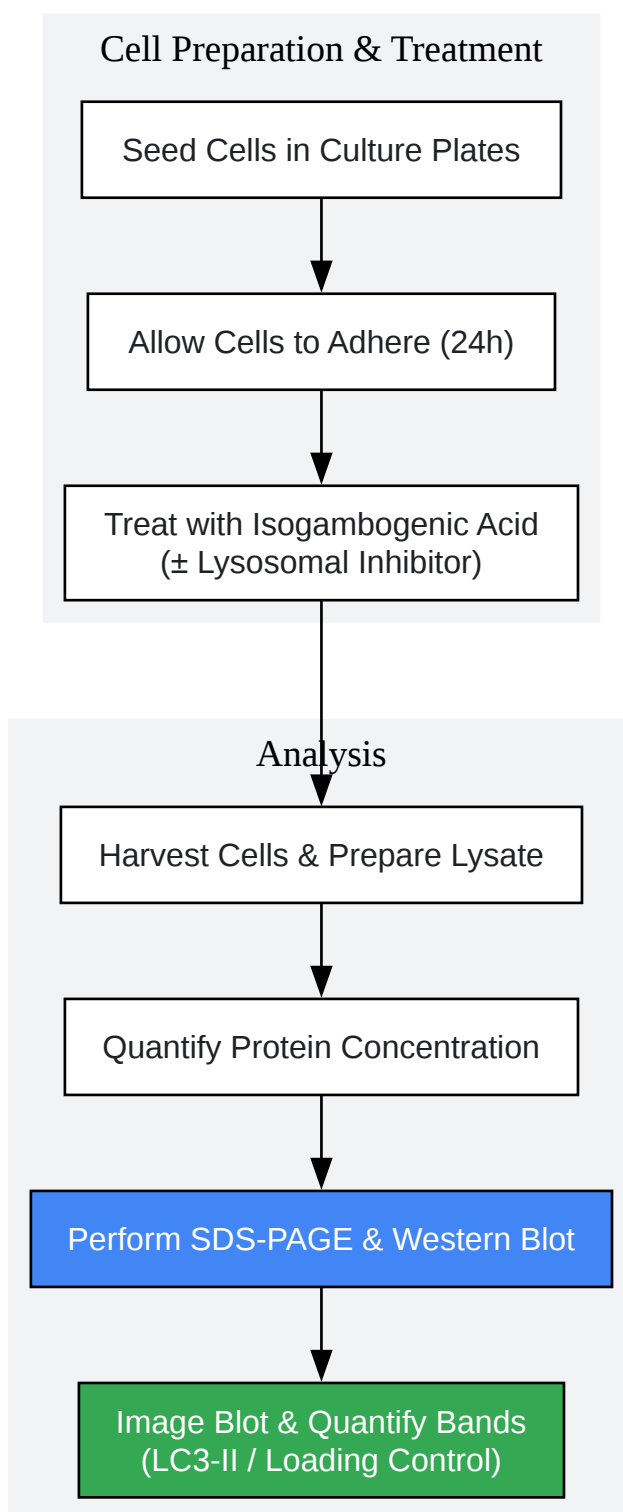 Cell Preparation & Treatment
Seed Cells in Culture Plates
Allow Cells to Adhere (24h)
Treat with Isogambogenic Acid
(± Lysosomal Inhibitor)
Analysis
Harvest Cells & Prepare Lysate
Quantify Protein Concentration
Perform SDS-PAGE & Western Blot
Image Blot & Quantify Bands
(LC3-II / Loading Control)